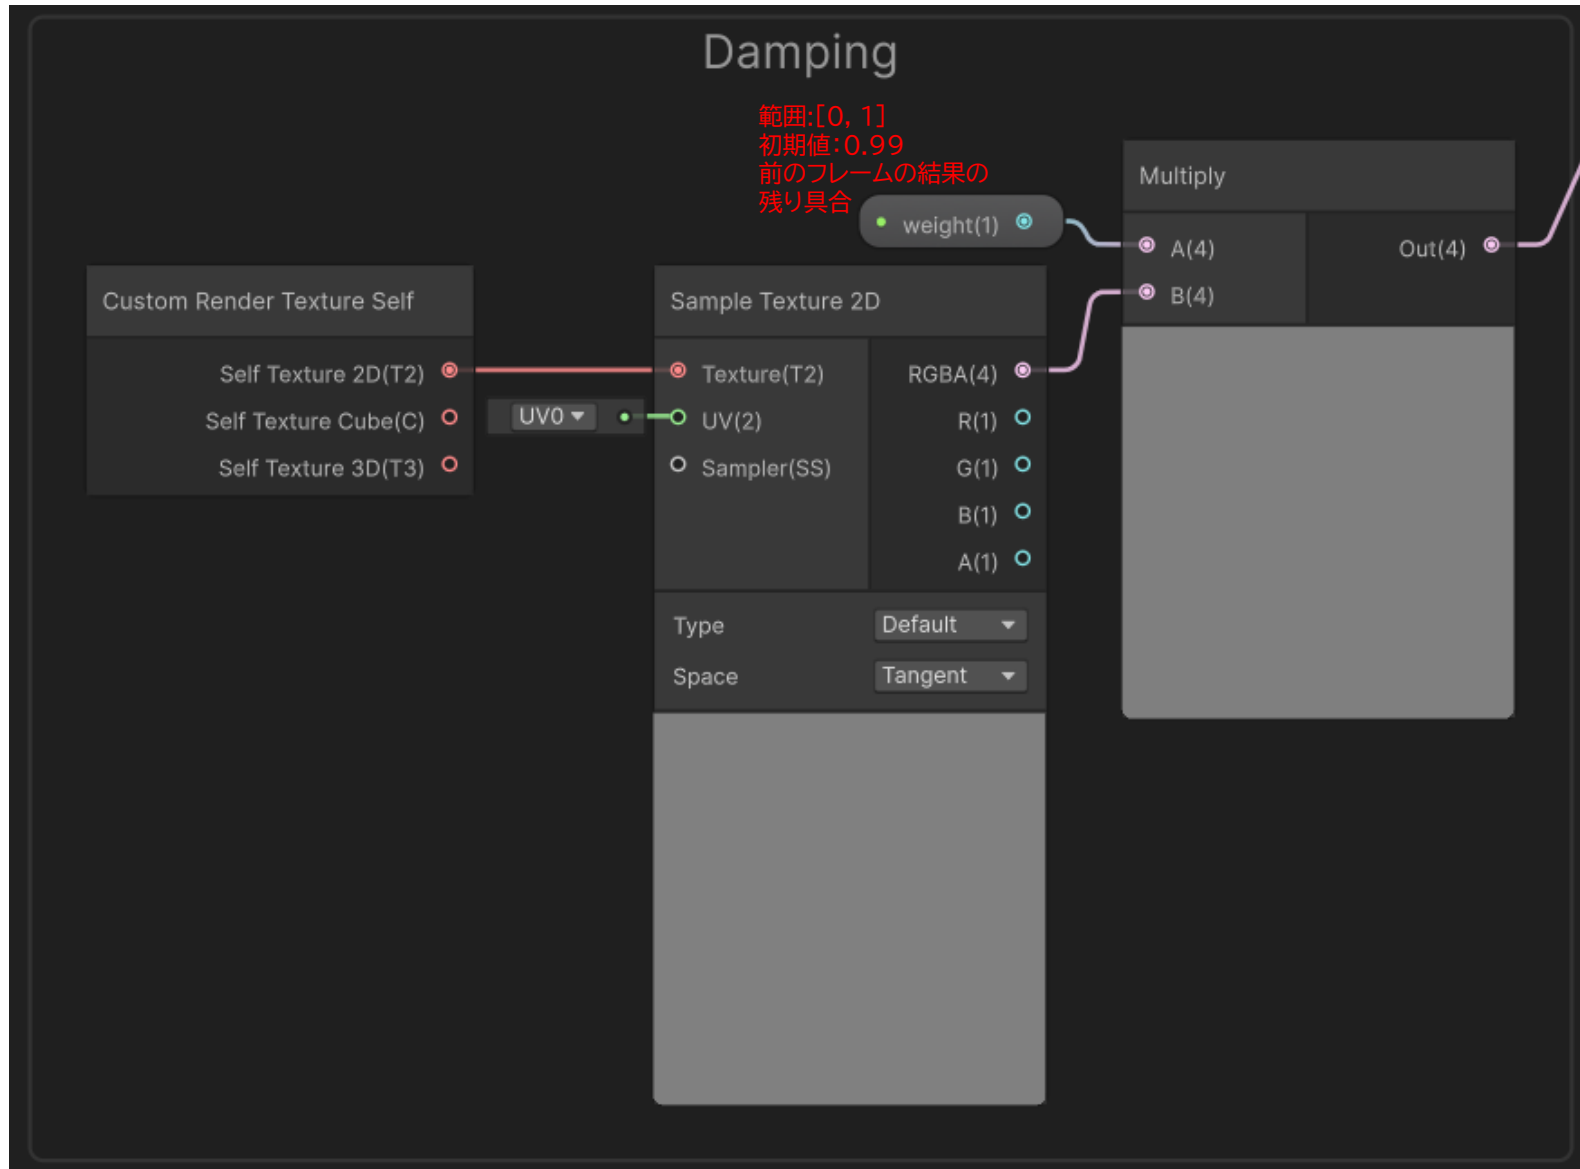 Damping
範囲:[0, 1]
初期値：0.99
前のフレームの結果の
残り具合
weight(1)
Multiply
A(4)
Out(4)
B(4)
Custom Render Texture Self
Self Texture 2D(T2)
Self Texture Cube(C)
Self Texture 3D(T3)
UV0
Sample Texture 2D
Texture(T2)
RGBA(4)
UV(2)
R(1)
Sampler(SS)
G(1)
B(1)
A(1)
Type
Default
Space
Tangent